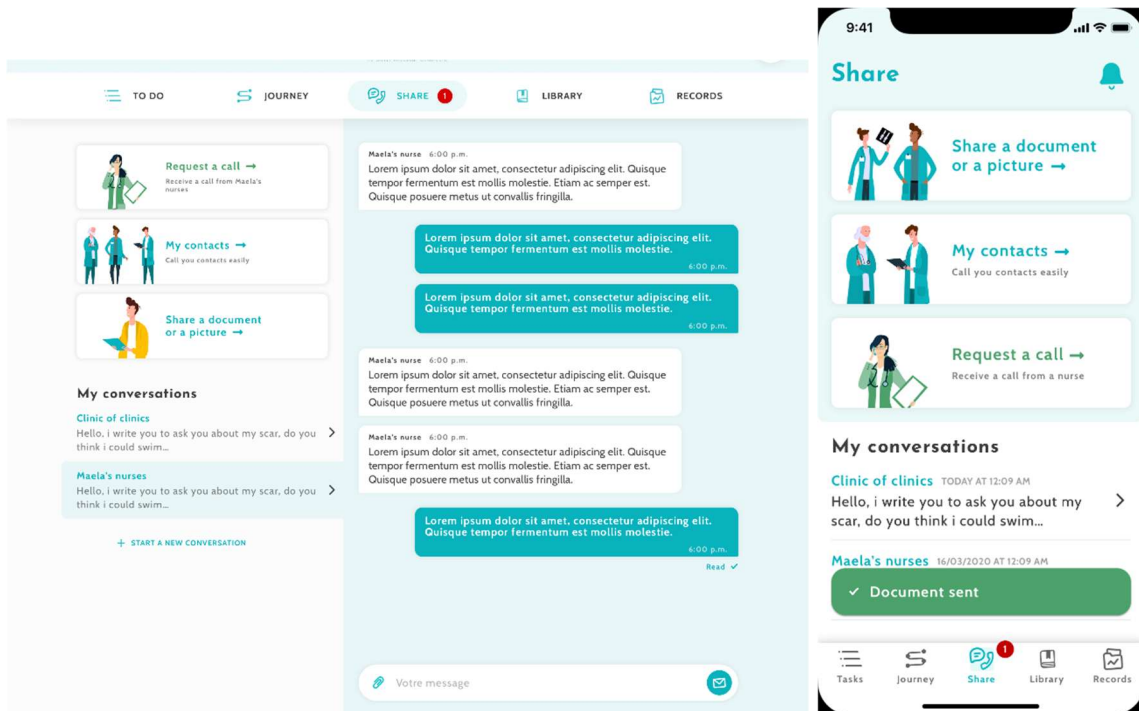 TO DO
JOURNEY
SHARE 1
LIBRARY
RECORDS
Request a call →
Receive a call from Maela's
nurses
My contacts →
Call you contacts easily
Share a document
or a picture →
My conversations
Clinic of clinics
Hello, i write you to ask you about my scar, do you
think i could swim...
Maela's nurses
Hello, i write you to ask you about my scar, do you
think i could swim...
+ START A NEW CONVERSATION
Maela's nurse 6:00 p.m.
Lorem ipsum dolor sit amet, consectetur adipiscing elit. Quisque
tempor fermentum est mollis molestie. Etiam ac semper est.
Quisque posuere metus ut convallis fringilla.
Lorem ipsum dolor sit amet, consectetur adipiscing elit.
Quisque tempor fermentum est mollis molestie.
6:00 p.m.
Lorem ipsum dolor sit amet, consectetur adipiscing elit.
Quisque tempor fermentum est mollis molestie.
6:00 p.m.
Maela's nurse 6:00 p.m.
Lorem ipsum dolor sit amet, consectetur adipiscing elit. Quisque
tempor fermentum est mollis molestie. Etiam ac semper est.
Quisque posuere metus ut convallis fringilla.
Maela's nurse 6:00 p.m.
Lorem ipsum dolor sit amet, consectetur adipiscing elit. Quisque
tempor fermentum est mollis molestie. Etiam ac semper est.
Quisque posuere metus ut convallis fringilla.
Lorem ipsum dolor sit amet, consectetur adipiscing elit.
Quisque tempor fermentum est mollis molestie.
6:00 p.m.
Read ✓
Votre message
9:41
Share
Share a document
or a picture →
My contacts →
Call you contacts easily
Request a call →
Receive a call from a nurse
My conversations
Clinic of clinics TODAY AT 12:09 AM
Hello, i write you to ask you about my
scar, do you think i could swim...
Maela's nurses 16/03/2020 AT 12:09 AM
✓ Document sent
1
Tasks
Journey
Share
Library
Records